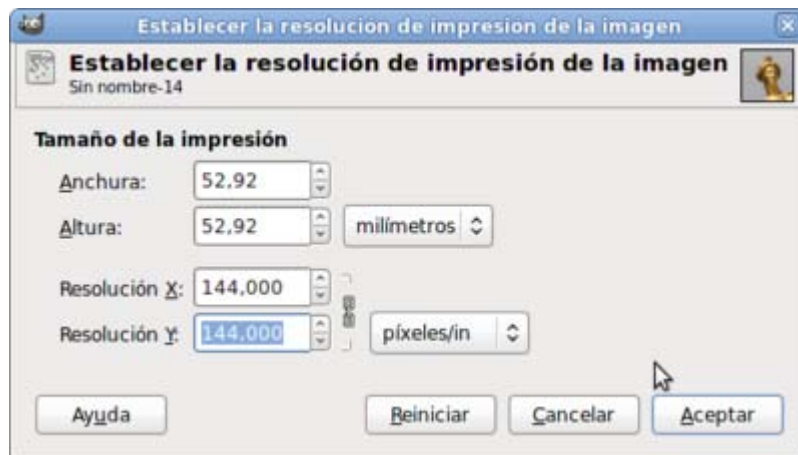 Establecer la resolución de impresión de la imagen
Establecer la resolución de impresión de la imagen
Sin nombre-14
Tamaño de la impresión
Anchura: 52,92
Altura: 52,92 milímetros
Resolución X: 144,000
Resolución Y: 144,000 píxeles/in
Ayuda Reiniciar Cancelar Aceptar